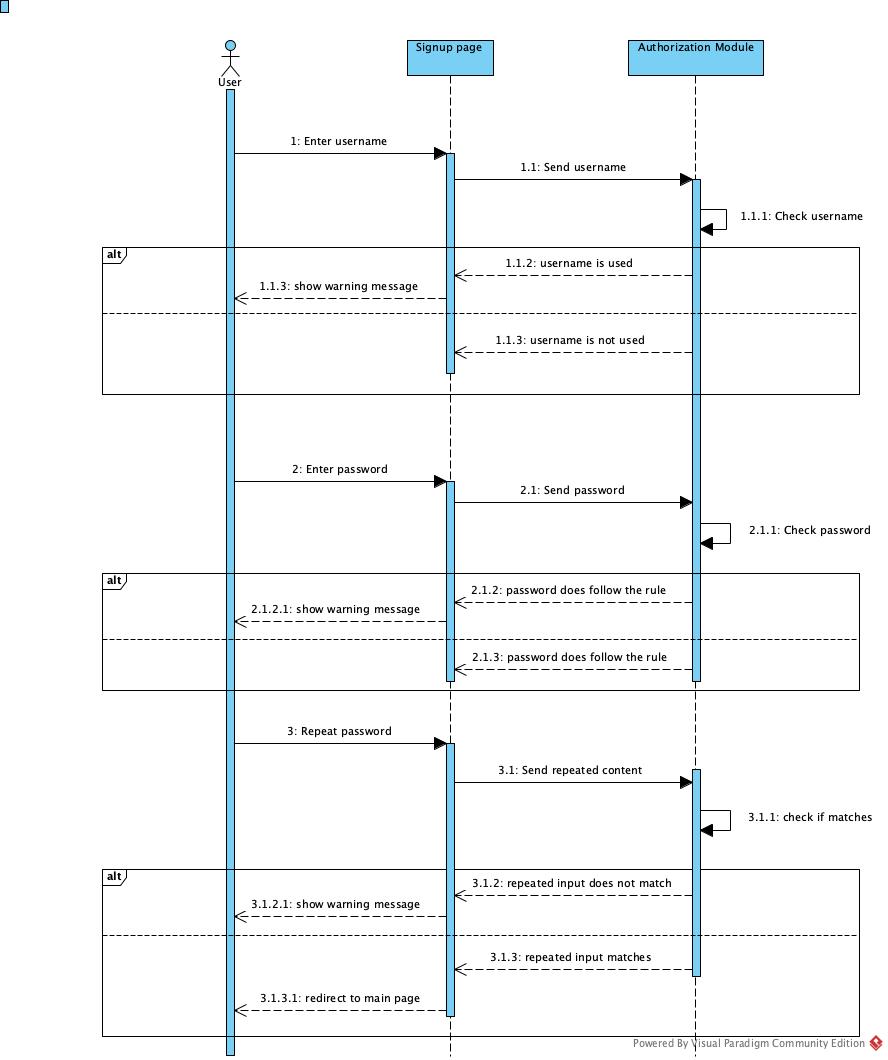 User
Signup page
Authorization Module
1: Enter username
1.1: Send username
1.1.1: Check username
alt
1.1.2: username is used
1.1.3: show warning message
1.1.3: username is not used
2: Enter password
2.1: Send password
2.1.1: Check password
alt
2.1.2: password does follow the rule
2.1.2.1: show warning message
2.1.3: password does follow the rule
3: Repeat password
3.1: Send repeated content
3.1.1: check if matches
alt
3.1.2: repeated input does not match
3.1.2.1: show warning message
3.1.3: repeated input matches
3.1.3.1: redirect to main page
Powered By Visual Paradigm Community Edition